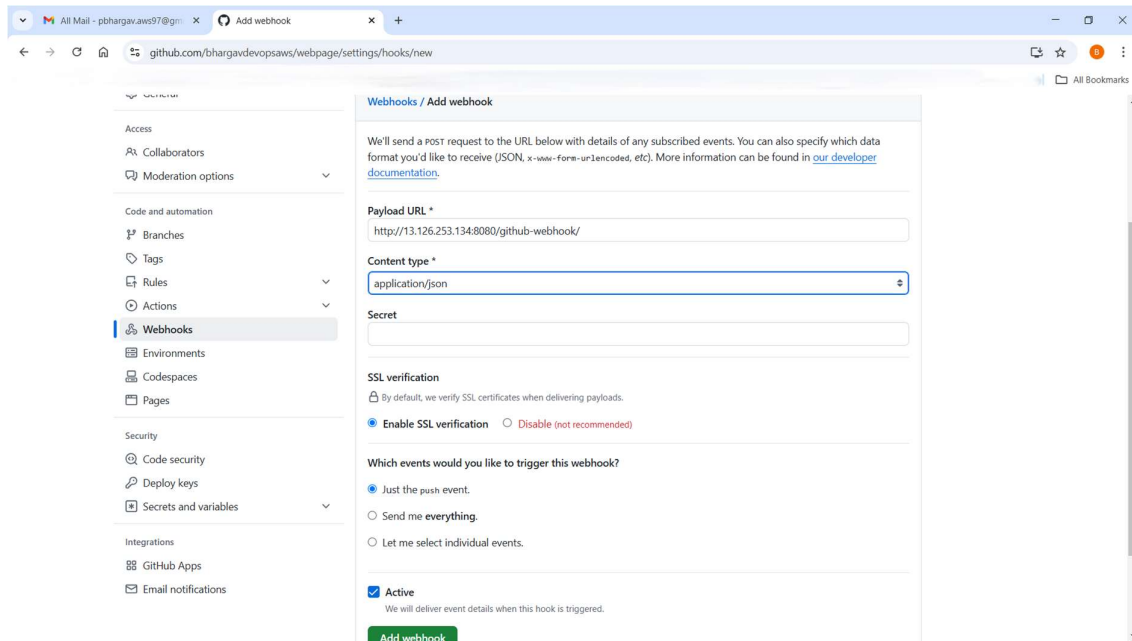 All Mail - pbhargav.aws97@gm
Add webhook
github.com/bhargavdevopsaws/webpage/settings/hooks/new
B
All Bookmarks
General
Access
Collaborators
Moderation options
Code and automation
Branches
Tags
Rules
Actions
Webhooks
Environments
Codespaces
Pages
Security
Code security
Deploy keys
Secrets and variables
Integrations
GitHub Apps
Email notifications
Webhooks / Add webhook
We'll send a POST request to the URL below with details of any subscribed events. You can also specify which data
format you'd like to receive (JSON, x-www-form-urlencoded, etc). More information can be found in our developer
documentation.
Payload URL *
http://13.126.253.134:8080/github-webhook/
Content type *
application/json
Secret
SSL verification
By default, we verify SSL certificates when delivering payloads.
Enable SSL verification Disable (not recommended)
Which events would you like to trigger this webhook?
Just the push event.
Send me everything.
Let me select individual events.
Active
We will deliver event details when this hook is triggered.
Add webhook